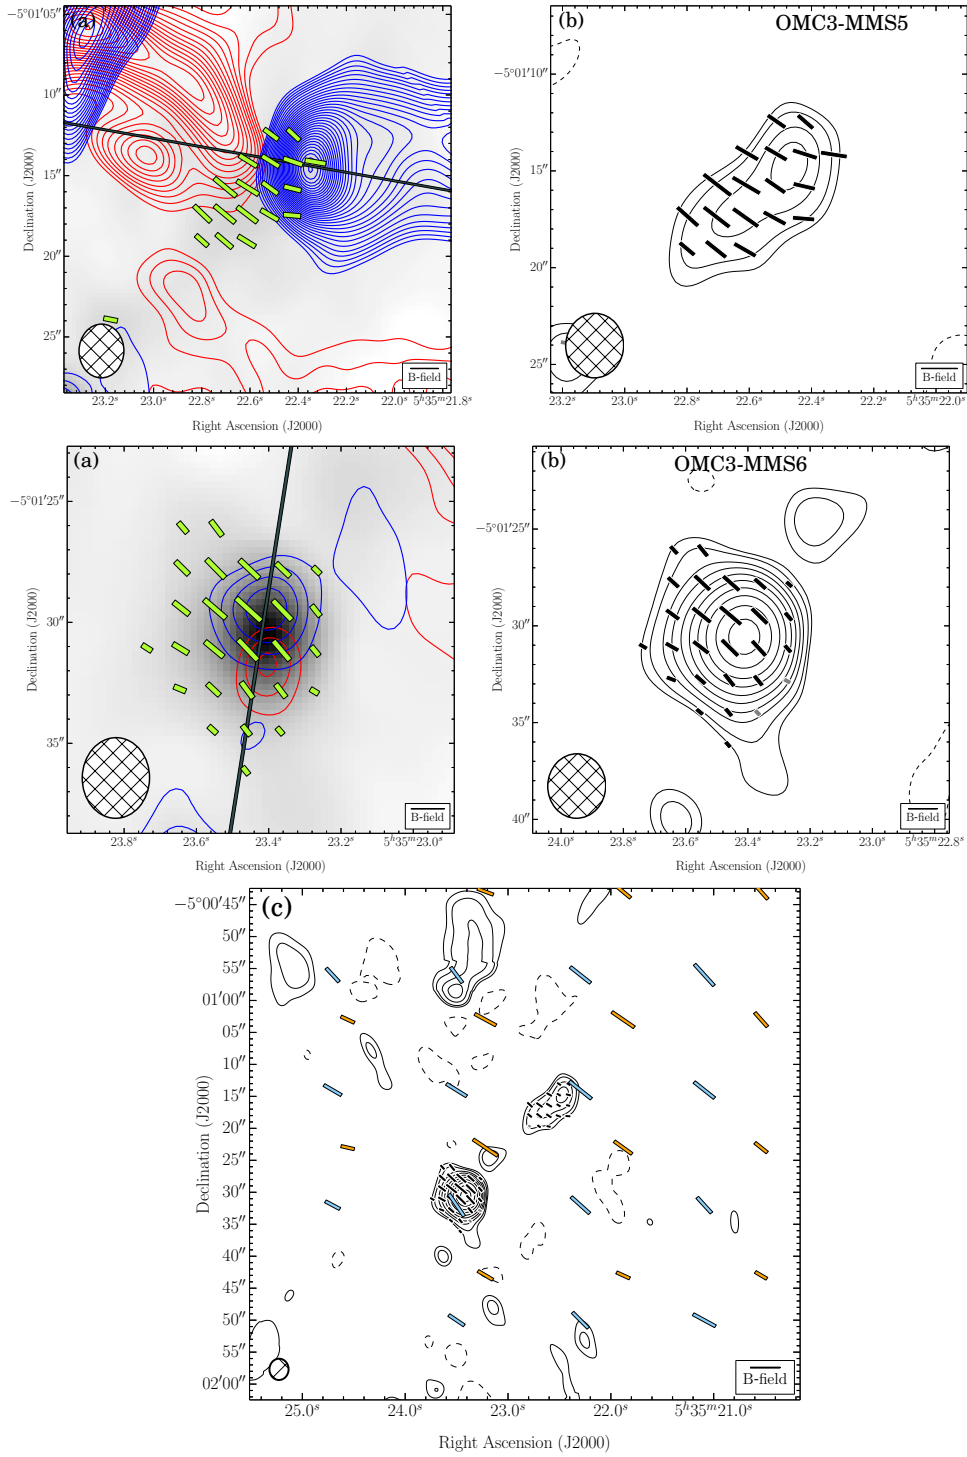 (a)
−5°01′05″
10″
15″
20″
25″
Declination (J2000)
B-field
23.2ˢ 23.0ˢ 22.8ˢ 22.6ˢ 22.4ˢ 22.2ˢ 22.0ˢ 5ʰ35ᵐ21.8ˢ
Right Ascension (J2000)
(b) OMC3-MMS5
−5°01′10″
15″
20″
25″
Declination (J2000)
B-field
23.2ˢ 23.0ˢ 22.8ˢ 22.6ˢ 22.4ˢ 22.2ˢ 5ʰ35ᵐ22.0ˢ
Right Ascension (J2000)
(a)
−5°01′25″
30″
35″
Declination (J2000)
B-field
23.8ˢ 23.6ˢ 23.4ˢ 23.2ˢ 5ʰ35ᵐ23.0ˢ
Right Ascension (J2000)
(b) OMC3-MMS6
−5°01′25″
30″
35″
40″
Declination (J2000)
B-field
24.0ˢ 23.8ˢ 23.6ˢ 23.4ˢ 23.2ˢ 23.0ˢ 5ʰ35ᵐ22.8ˢ
Right Ascension (J2000)
(c)
−5°00′45″
50″
55″
01′00″
05″
10″
15″
20″
25″
30″
35″
40″
45″
50″
55″
02′00″
Declination (J2000)
B-field
25.0ˢ 24.0ˢ 23.0ˢ 22.0ˢ 5ʰ35ᵐ21.0ˢ
Right Ascension (J2000)